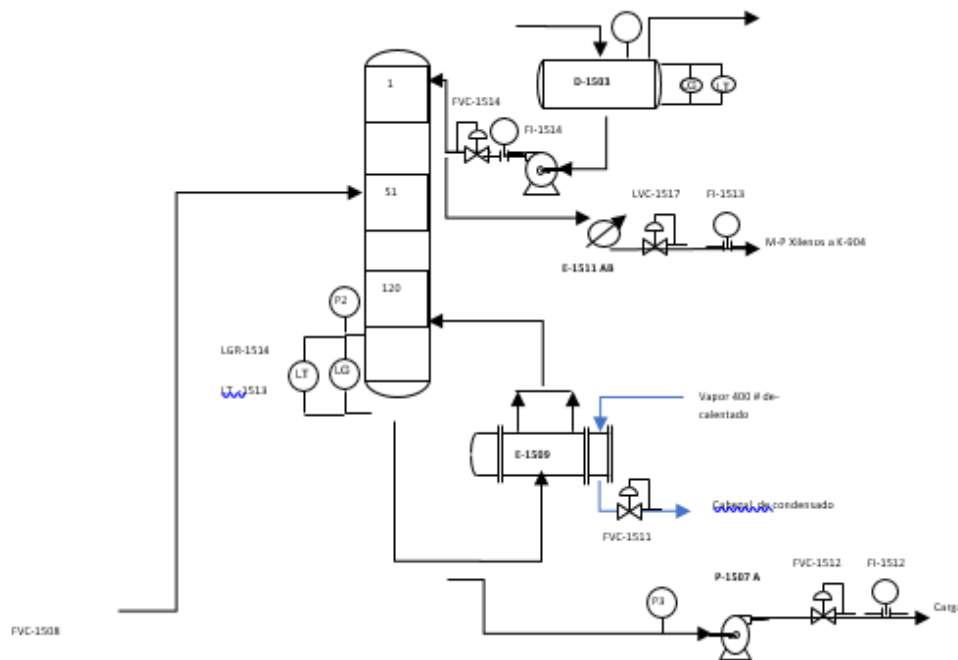 D-1503
LG
LT
1
FVC-1514
FI-1514
51
LVC-1517
FI-1513
M-P Xilenos a K-904
E-1511 AB
120
P2
LGR-1514
LT
LG
LT -1513
Vapor 400 # de-
calentado
E-1509
Cabezal de condensado
FVC-1511
P-1507 A
FVC-1512
FI-1512
P3
Carga
FVC-1508